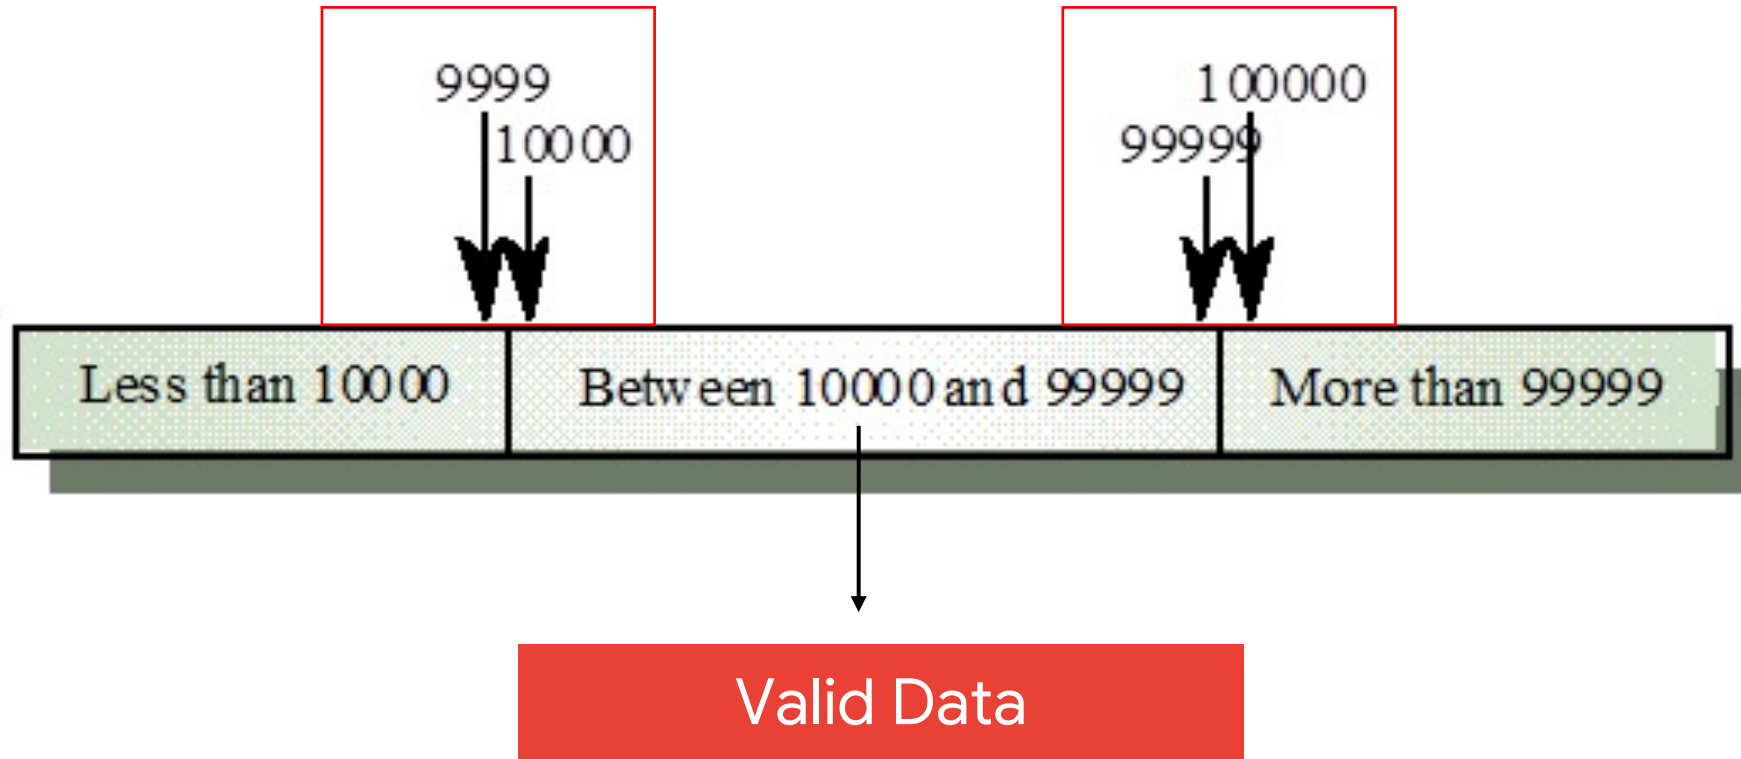 9999
100000
10000
99999
Less than 10000
Between 10000 and 99999
More than 99999
Valid Data